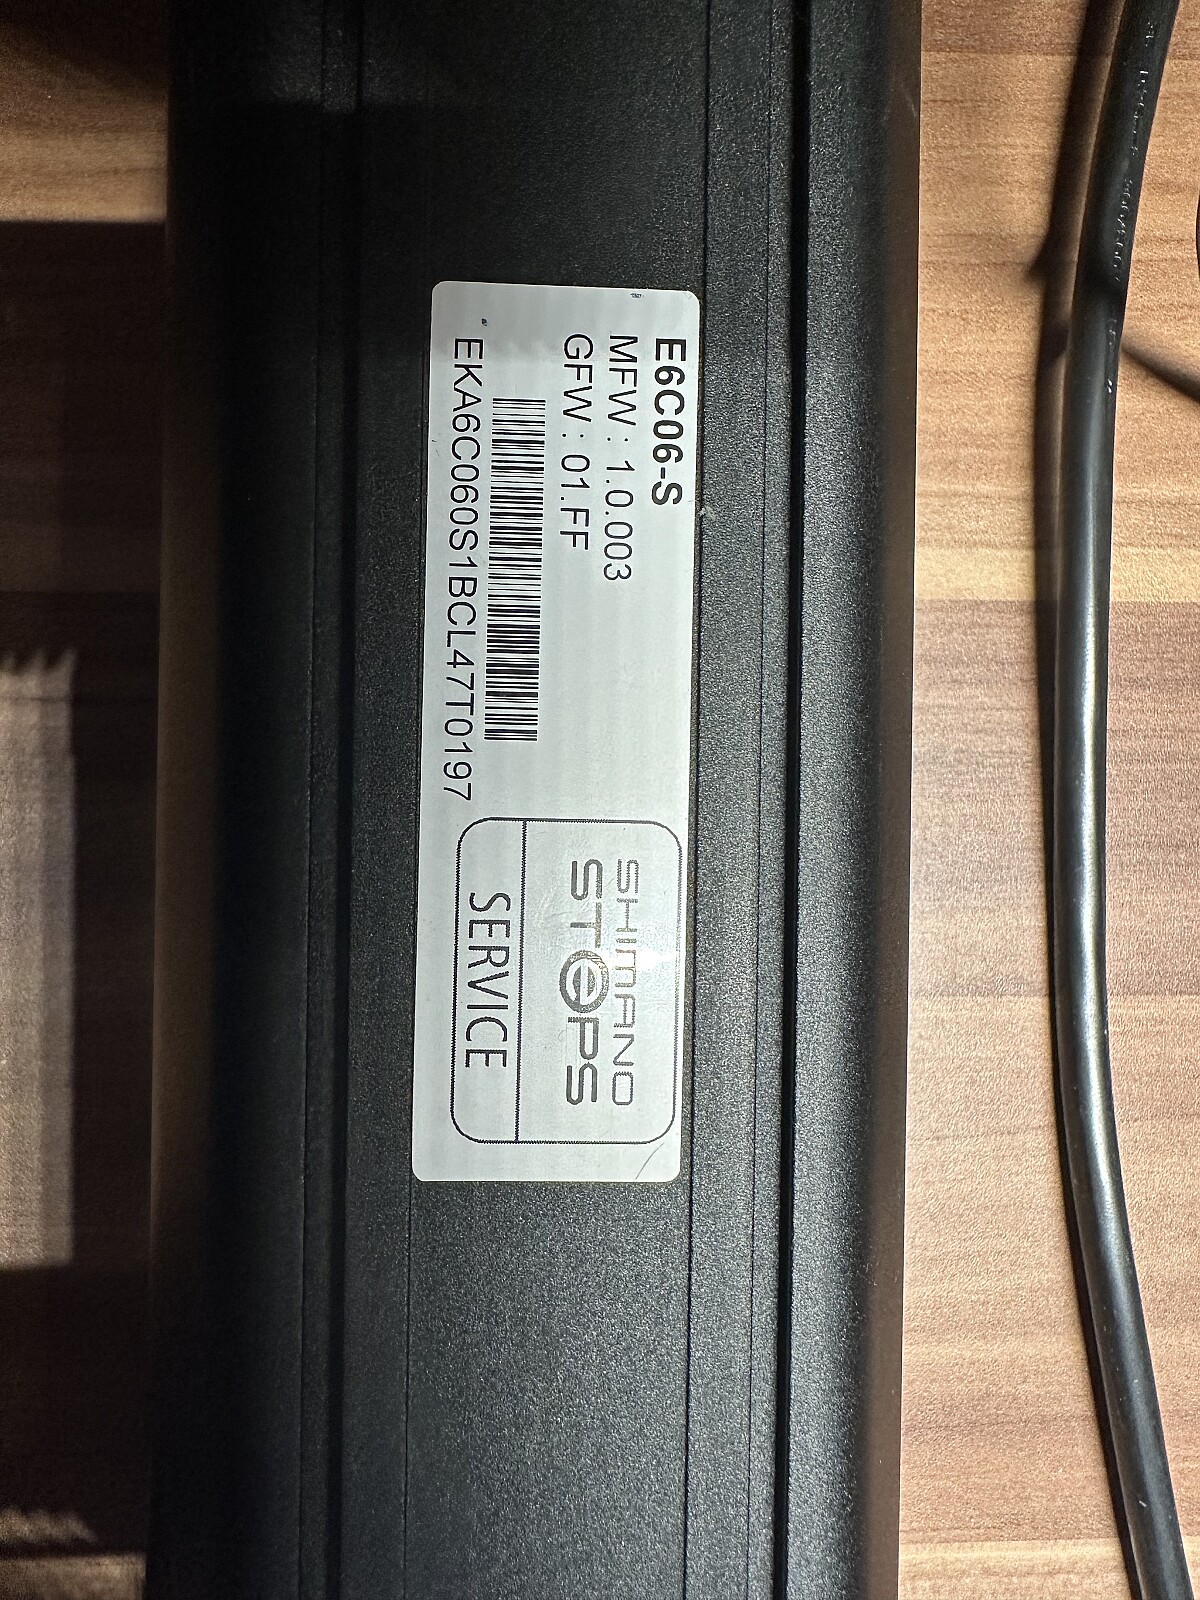 E6C06-S
MFW : 1.0.003
GFW : 01.FF
EKA6C060S1BCL47T0197
SHIMANO
STePS
SERVICE